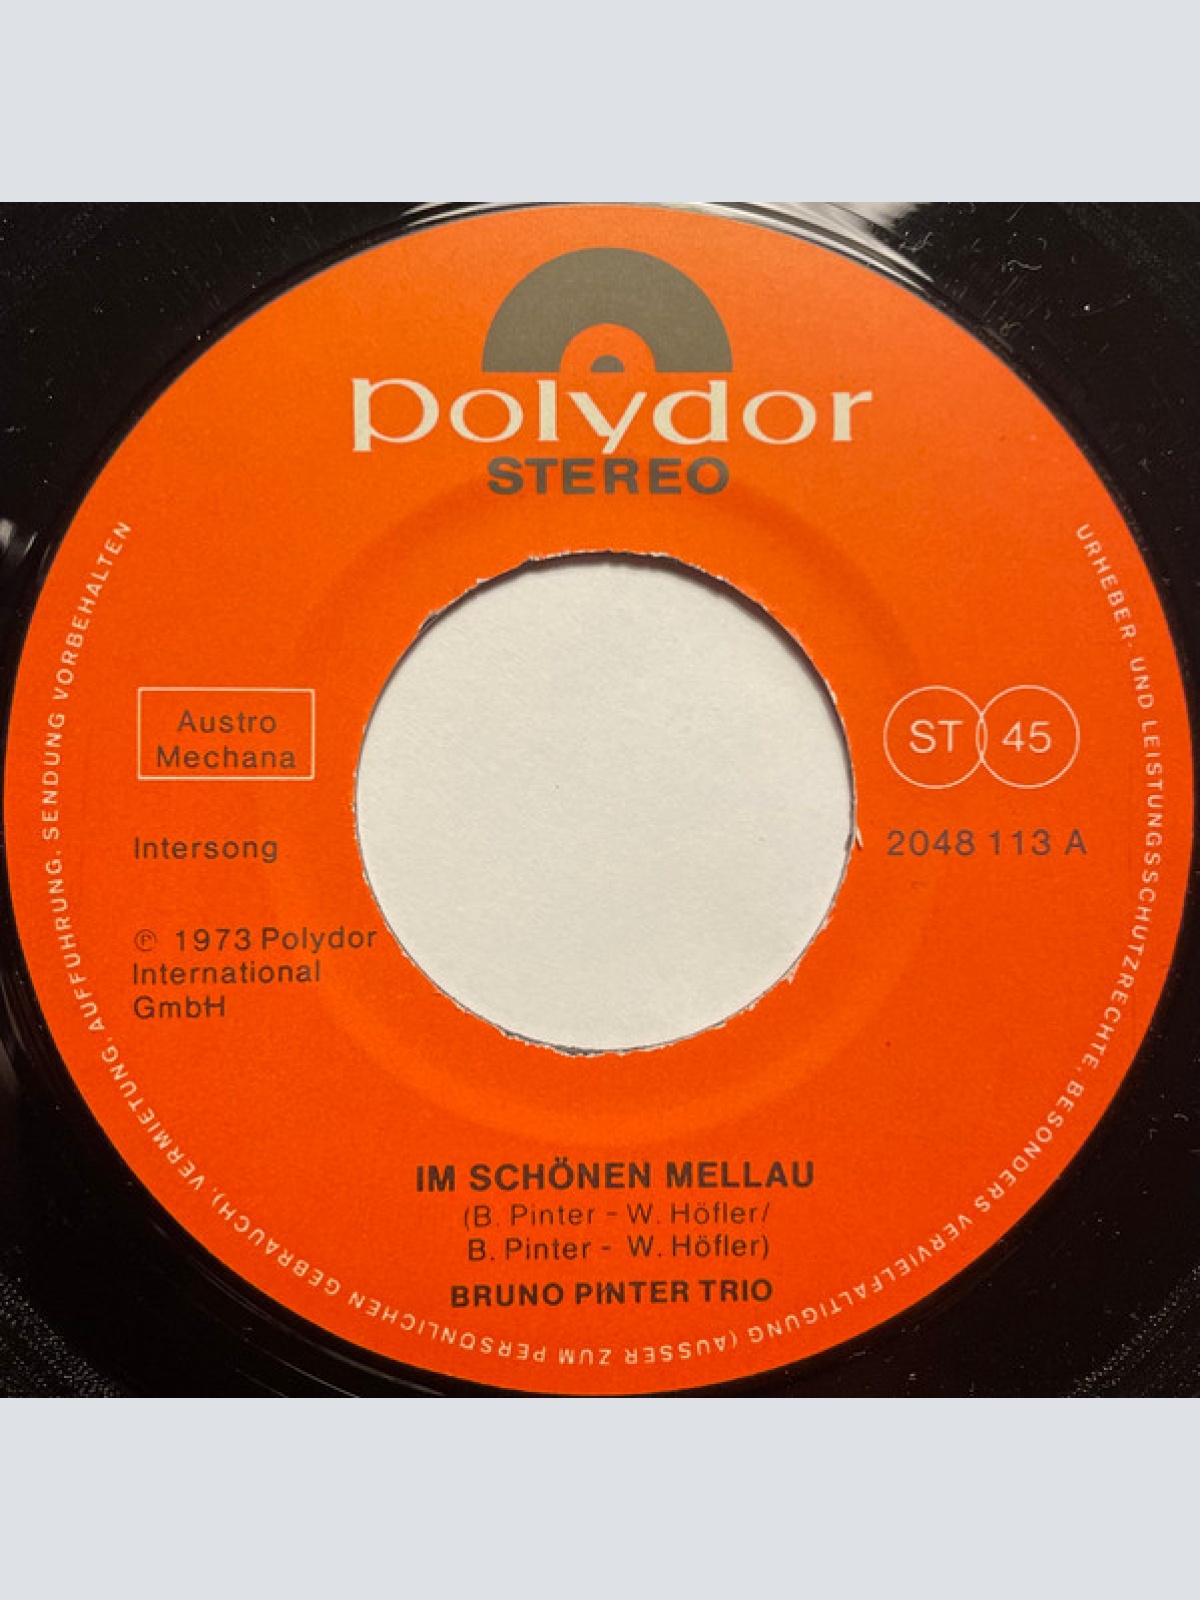 polydor
STEREO
Austro
Mechana
ST 45
Intersong
2048 113 A
℗ 1973 Polydor
International
GmbH
IM SCHÖNEN MELLAU
(B. Pinter - W. Höfler/
B. Pinter - W. Höfler)
BRUNO PINTER TRIO
URHEBER- UND LEISTUNGSSCHUTZRECHTE, BESONDERS VERVIELFÄLTIGUNG (AUSSER ZUM PERSÖNLICHEN GEBRAUCH), VERMIETUNG, AUFFÜHRUNG, SENDUNG VORBEHALTEN